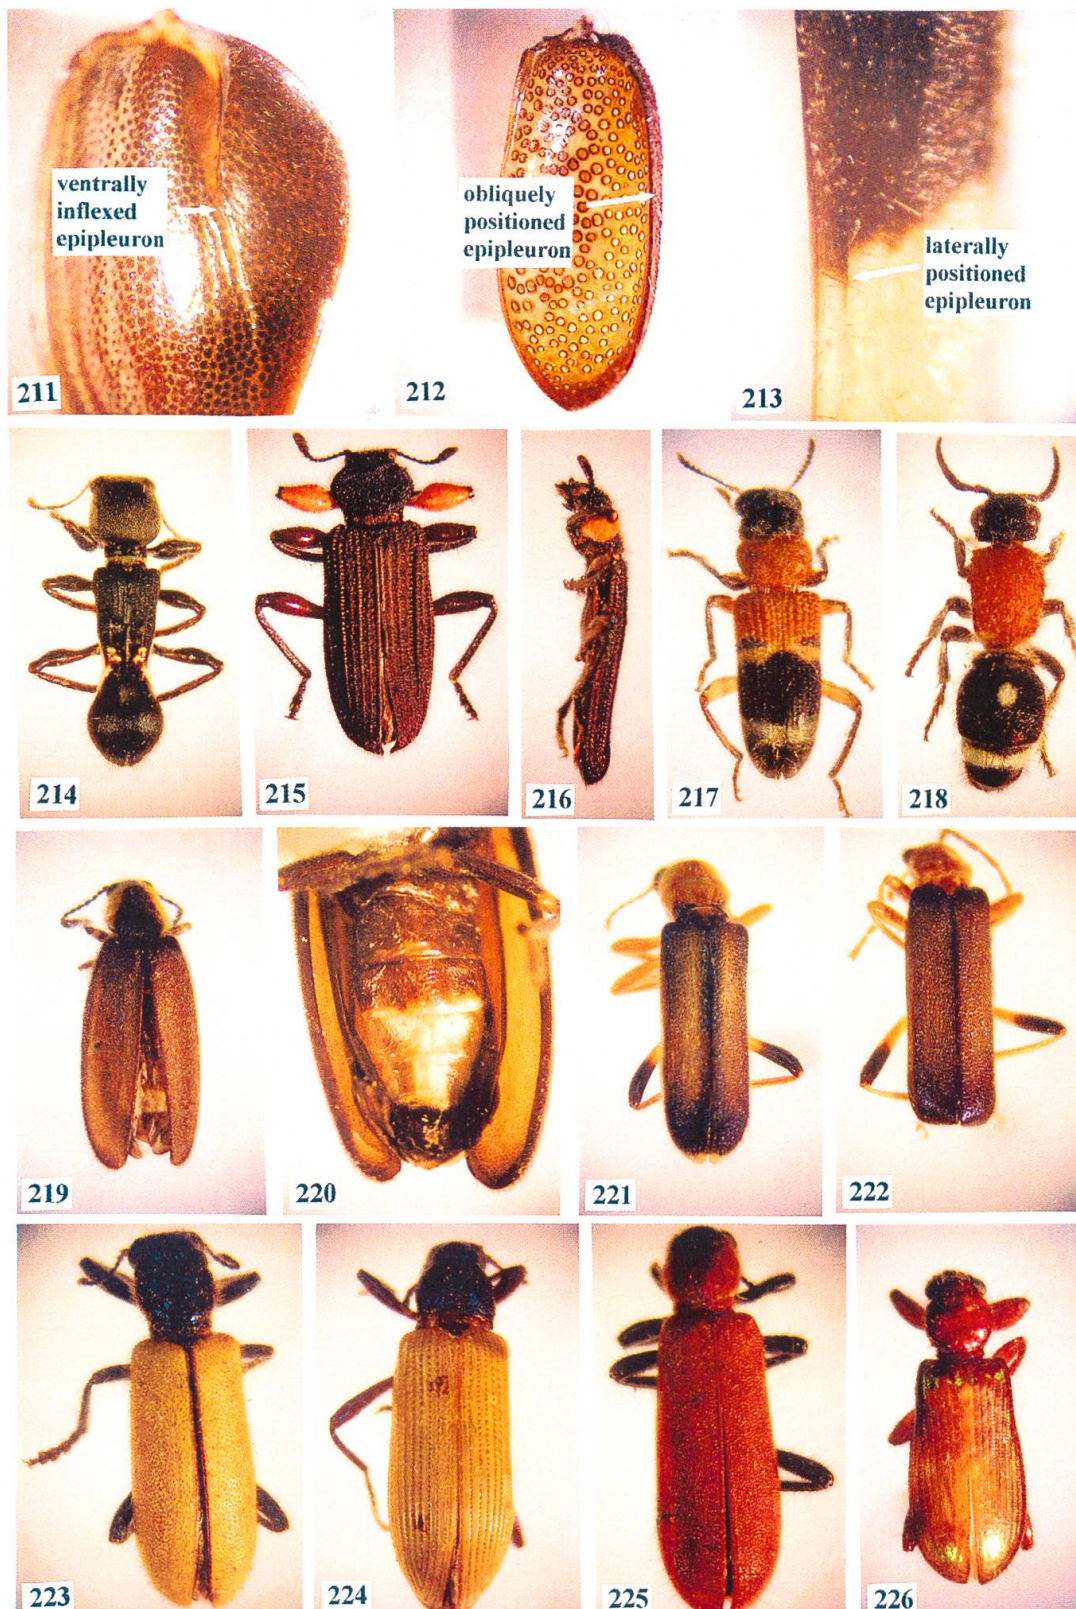 ventrally
inflexed
epipleuron
211
obliquely
positioned
epipleuron
212
laterally
positioned
epipleuron
213
214
215
216
217
218
219
220
221
222
223
224
225
226